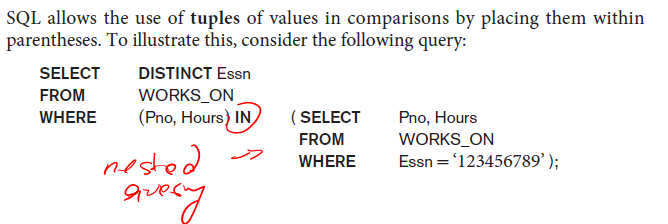 SQL allows the use of tuples of values in comparisons by placing them within
parentheses. To illustrate this, consider the following query:
SELECT DISTINCT Essn
FROM WORKS_ON
WHERE (Pno, Hours) IN ( SELECT Pno, Hours
FROM WORKS_ON
WHERE Essn = ‘123456789’ );
nested
query